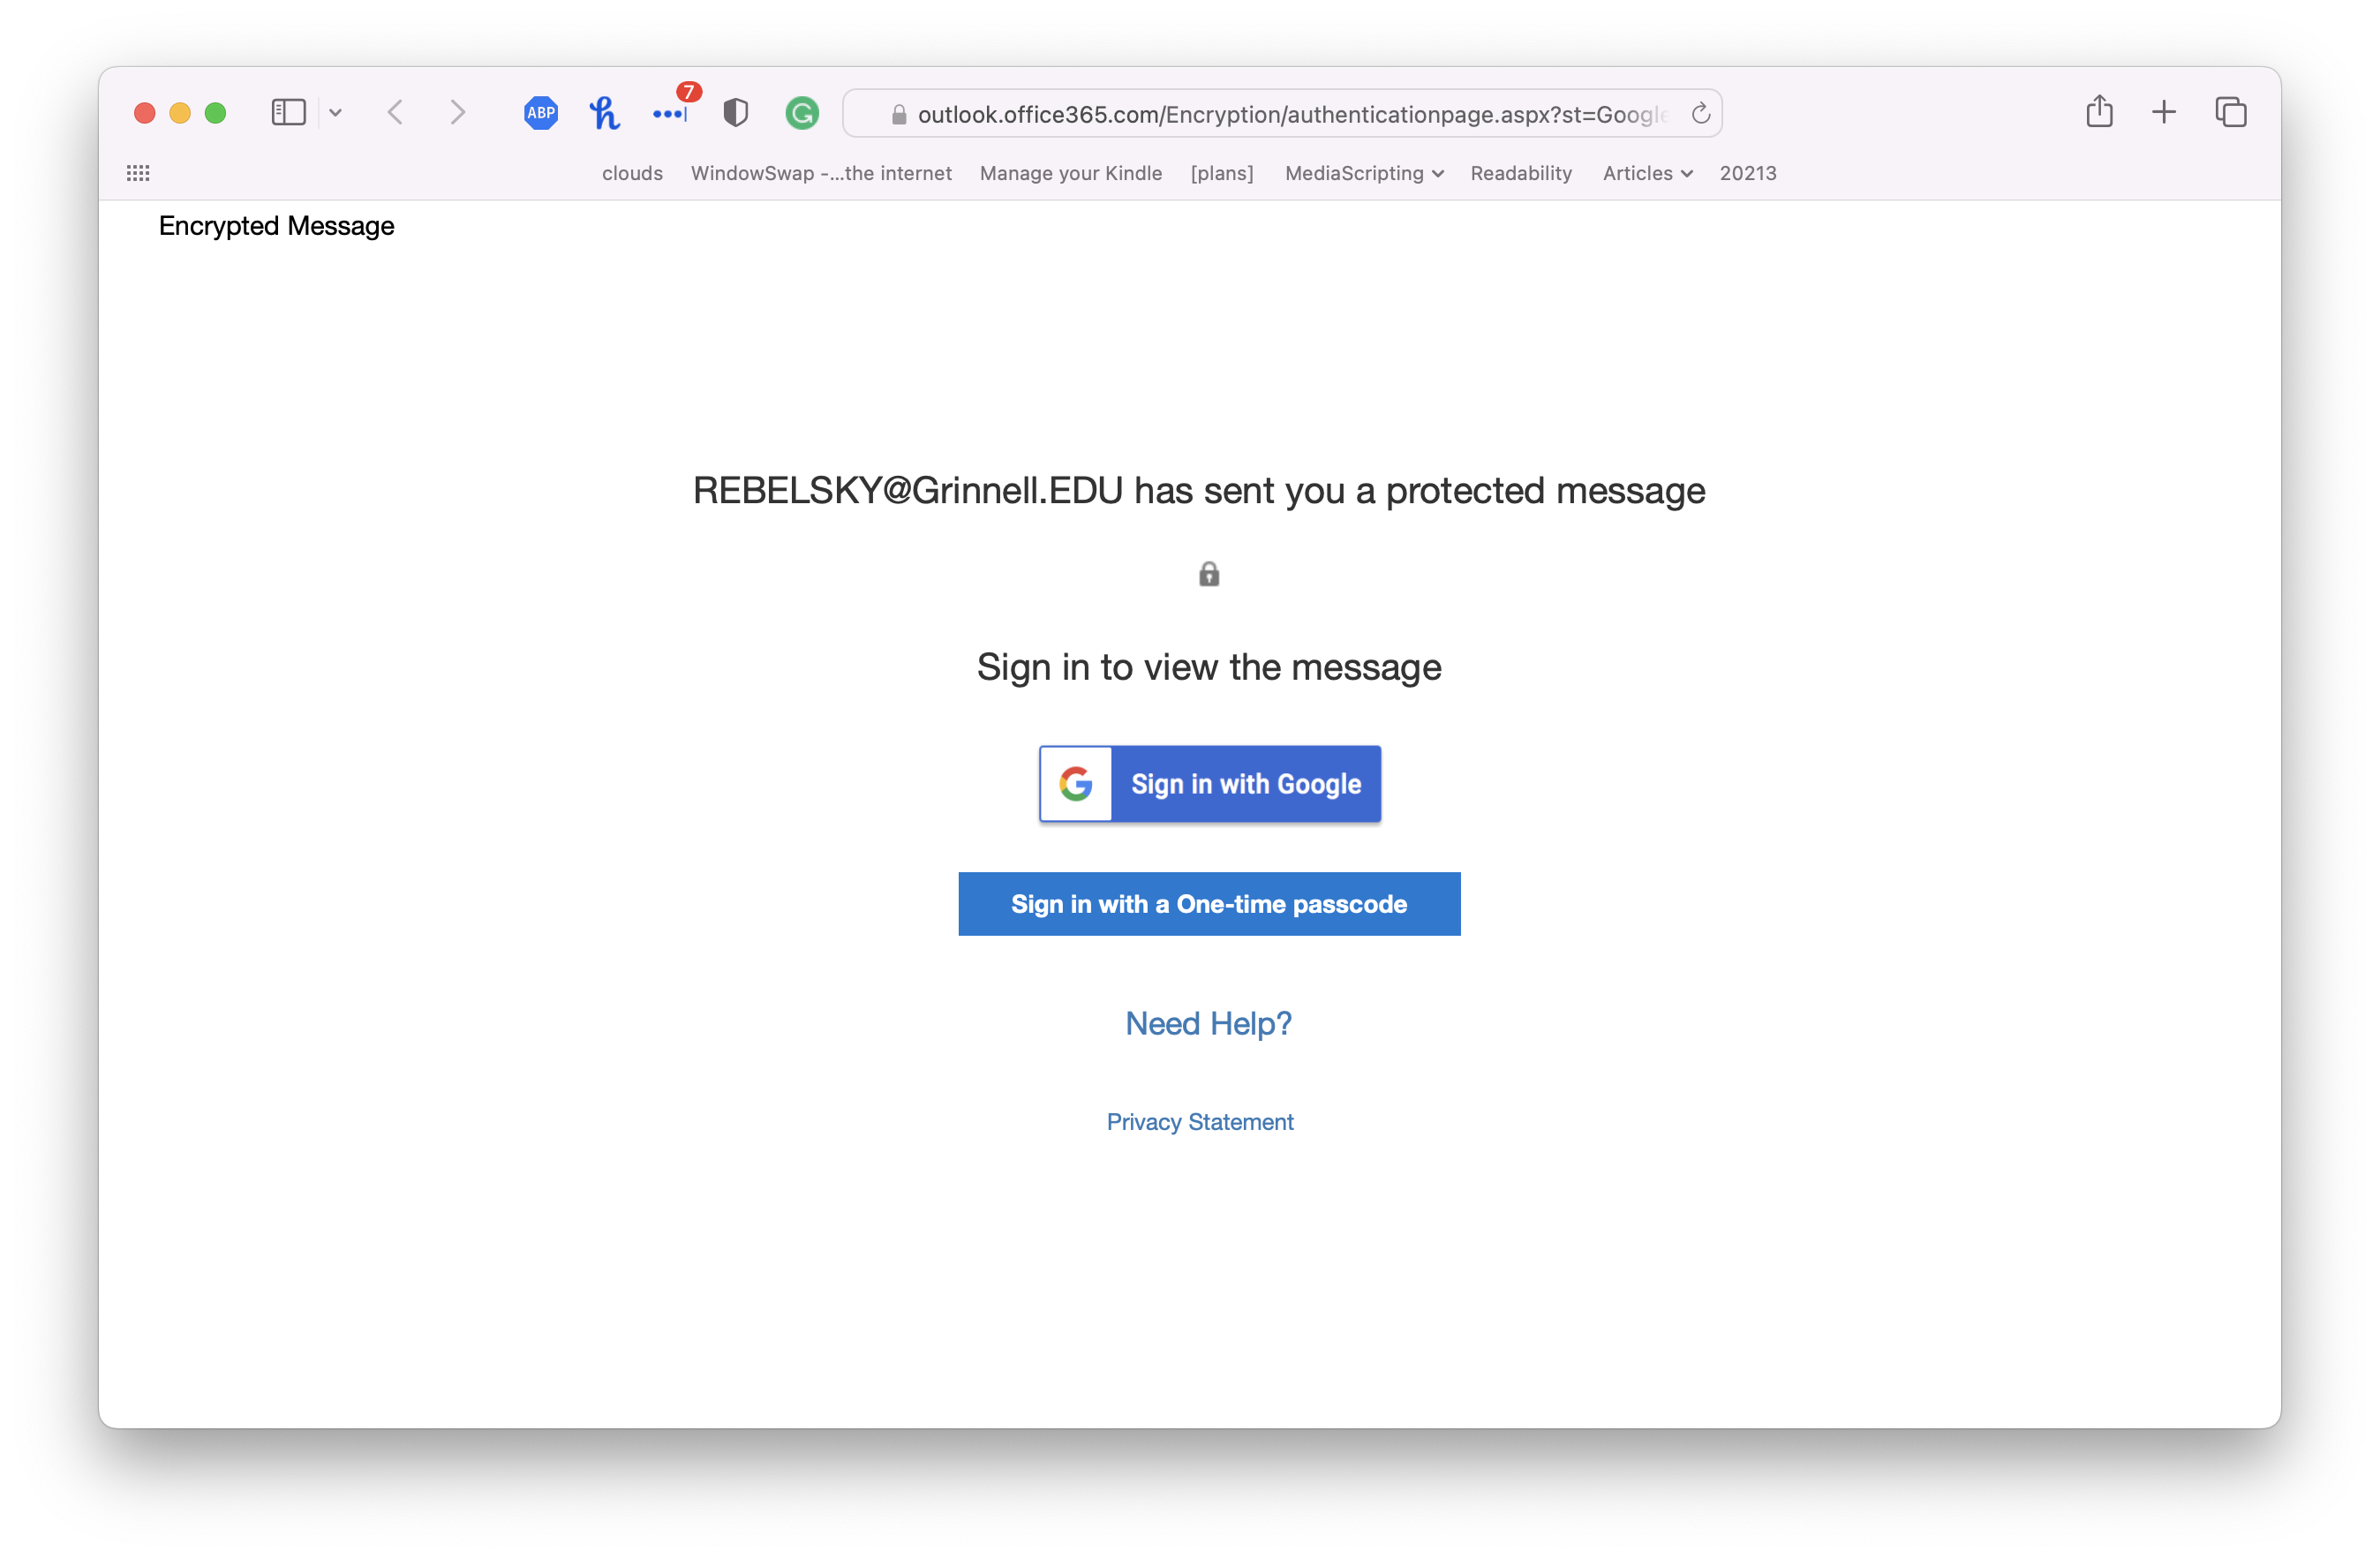 ABP
7
outlook.office365.com/Encryption/authenticationpage.aspx?st=Google
clouds WindowSwap -...the internet Manage your Kindle [plans] MediaScripting Readability Articles 20213
Encrypted Message
REBELSKY@Grinnell.EDU has sent you a protected message
Sign in to view the message
Sign in with Google
Sign in with a One-time passcode
Need Help?
Privacy Statement